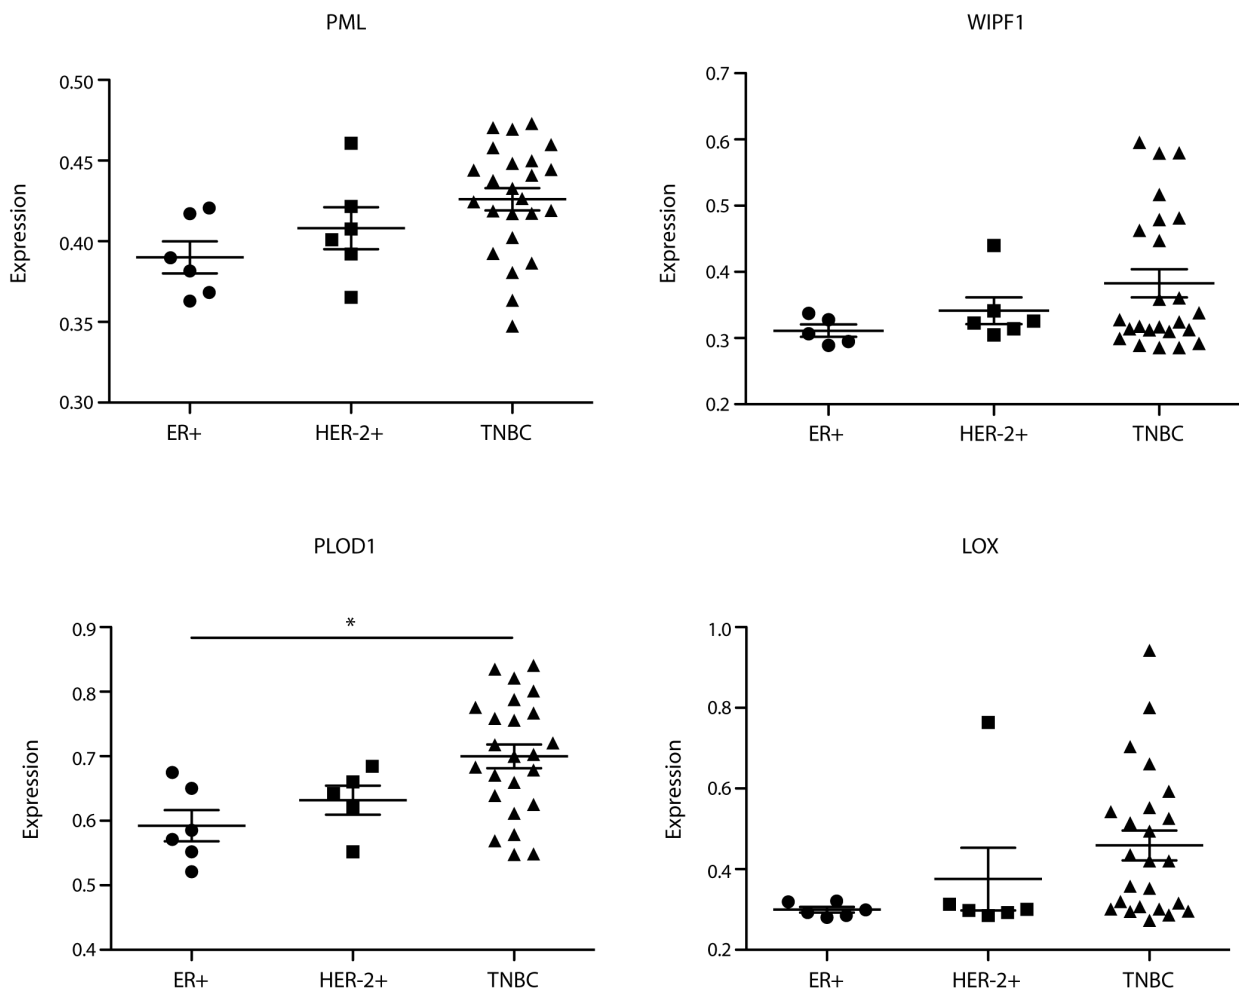 PML
Expression
0.50
0.45
0.40
0.35
0.30
ER+ HER-2+ TNBC
WIPF1
Expression
0.7
0.6
0.5
0.4
0.3
0.2
ER+ HER-2+ TNBC
PLOD1
Expression
*
0.9
0.8
0.7
0.6
0.5
0.4
ER+ HER-2+ TNBC
LOX
Expression
1.0
0.8
0.6
0.4
0.2
ER+ HER-2+ TNBC